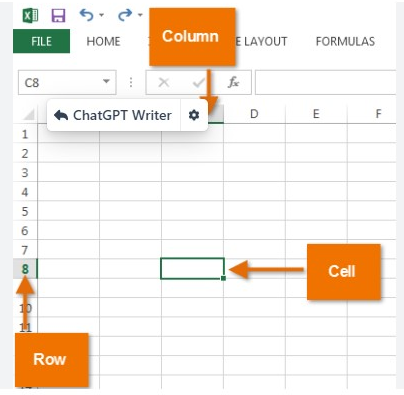 Column
FILE HOME E LAYOUT FORMULAS
C8 fx
ChatGPT Writer
D E F
1
2
3
4
5
6
7
8
Cell
10
11
Row